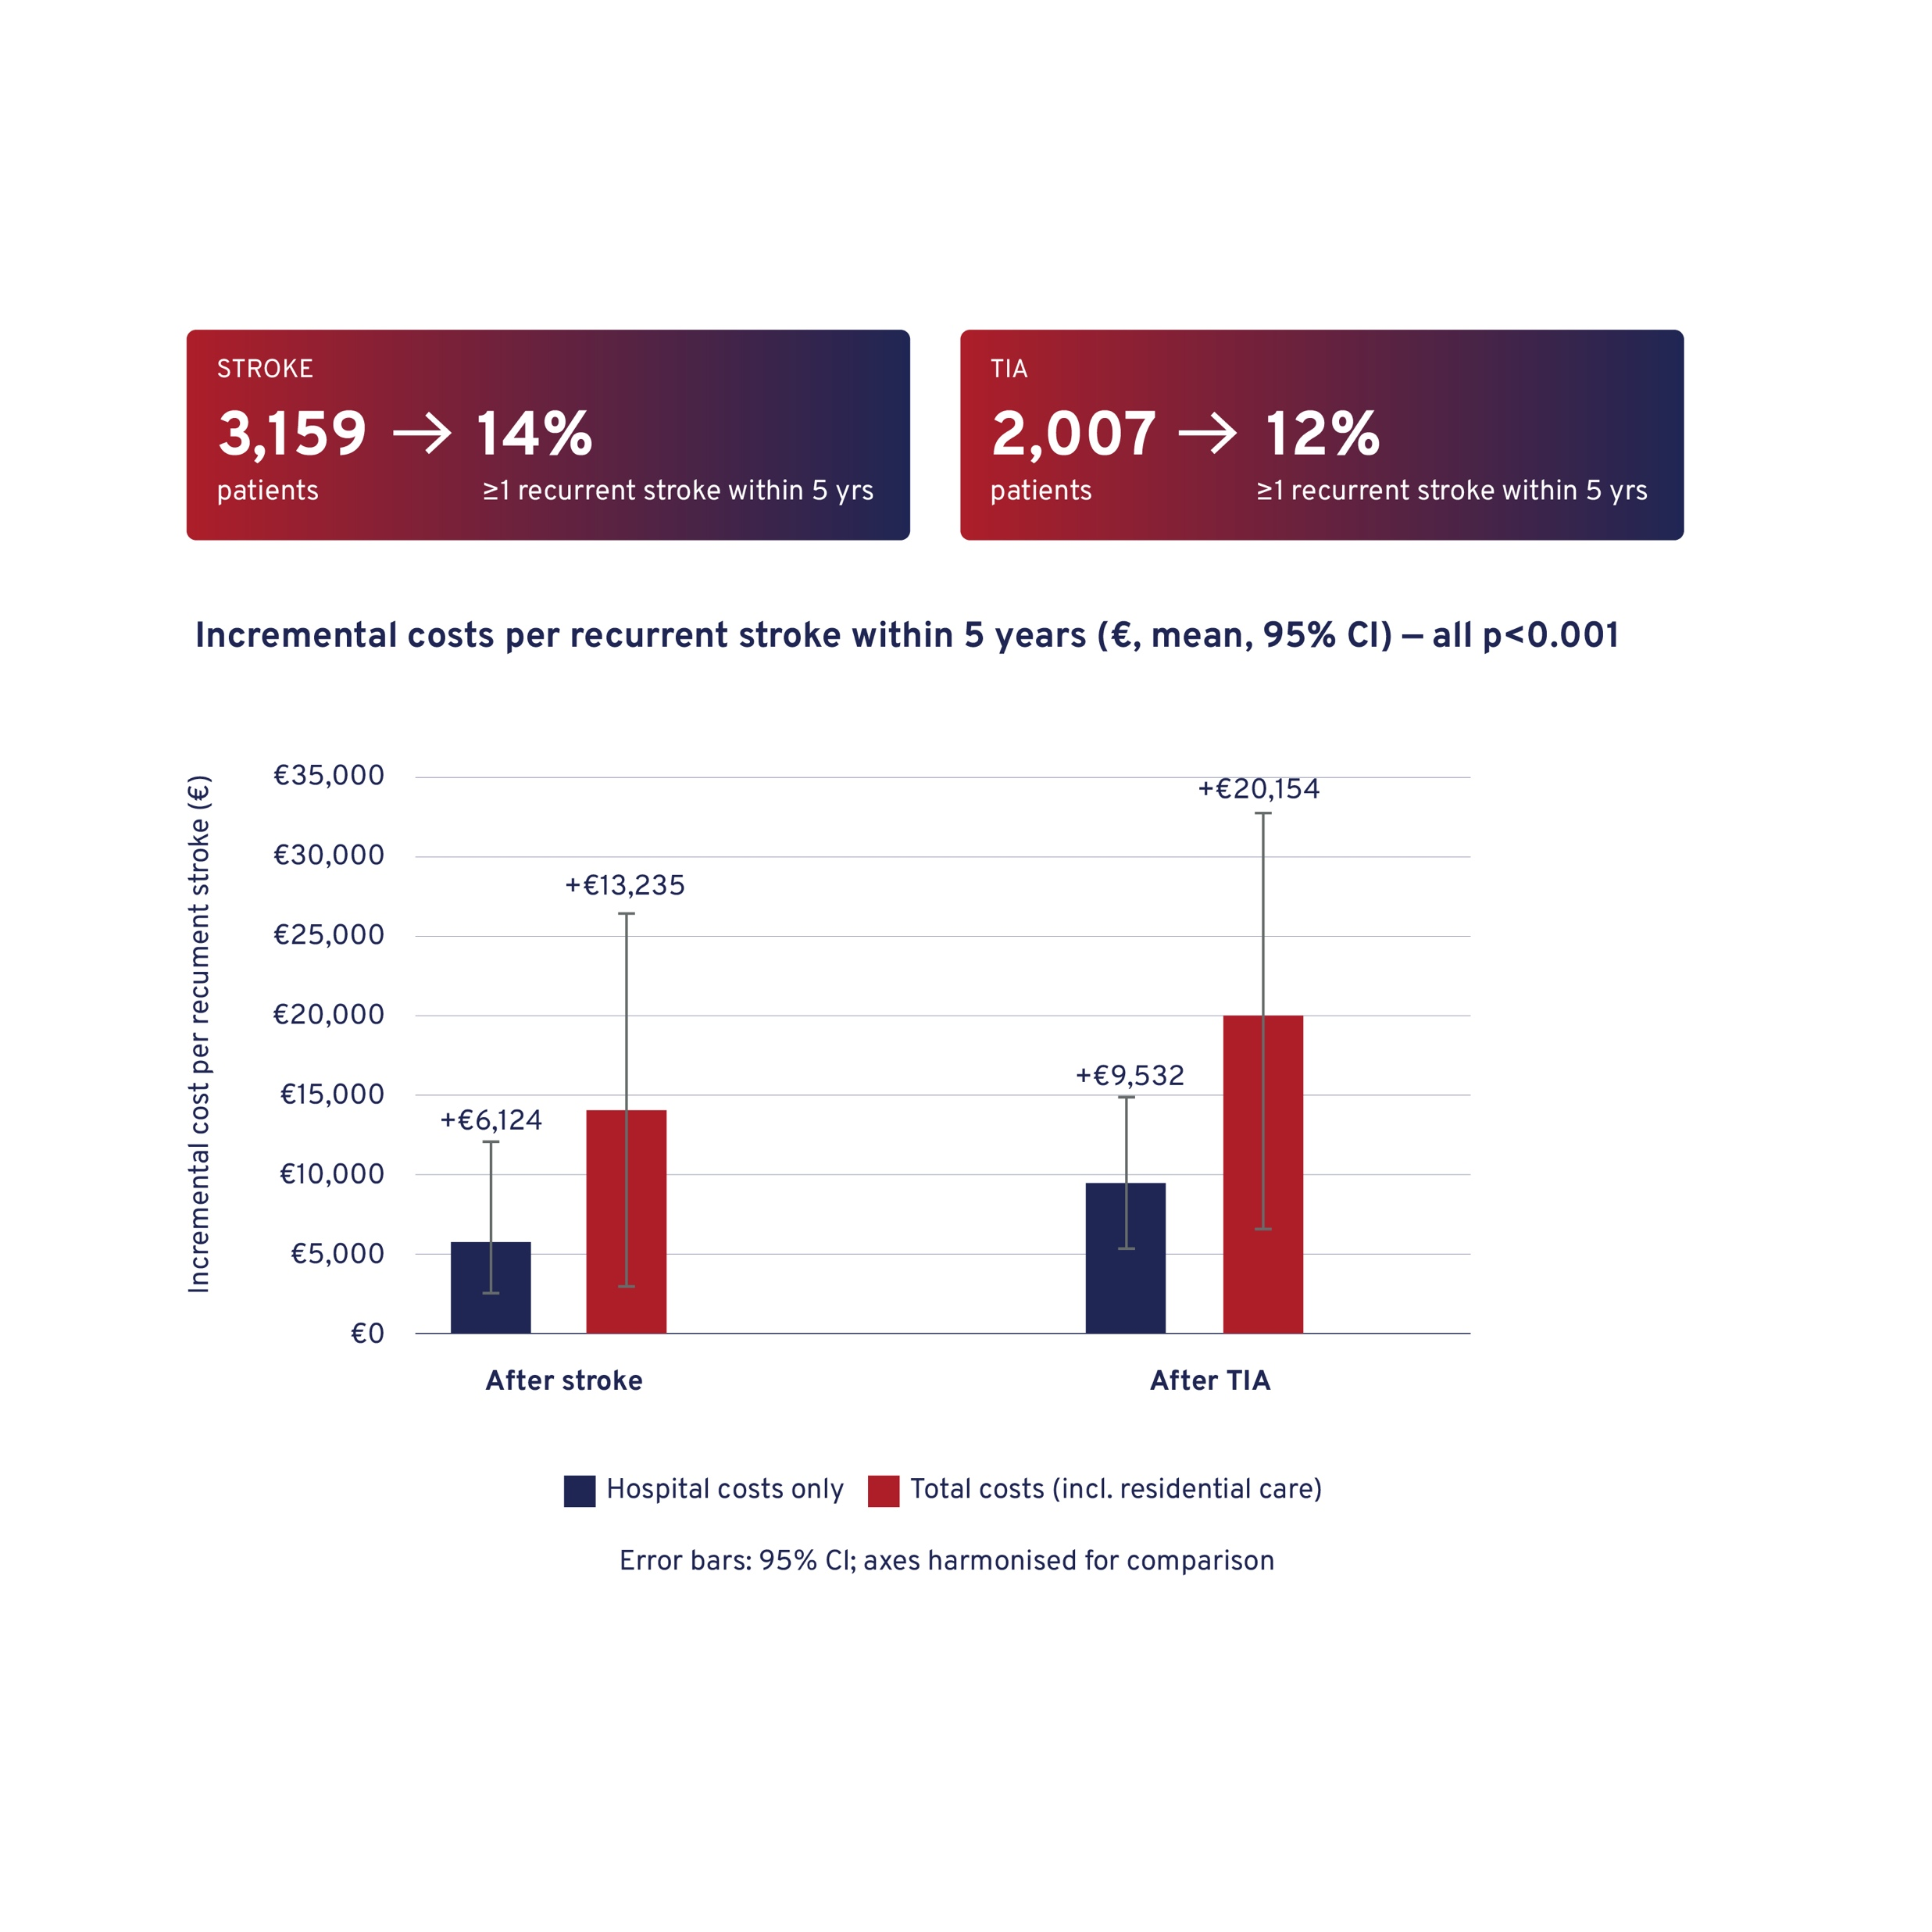 STROKE
3,159 → 14%
patients ≥1 recurrent stroke within 5 yrs
TIA
2,007 → 12%
patients ≥1 recurrent stroke within 5 yrs
Incremental costs per recurrent stroke within 5 years (€, mean, 95% CI) – all p<0.001
Incremental cost per recument stroke (€)
€35,000
€30,000
€25,000
€20,000
€15,000
€10,000
€5,000
€0
+€6,124
+€13,235
+€9,532
+€20,154
After stroke
After TIA
Hospital costs only
Total costs (incl. residential care)
Error bars: 95% CI; axes harmonised for comparison